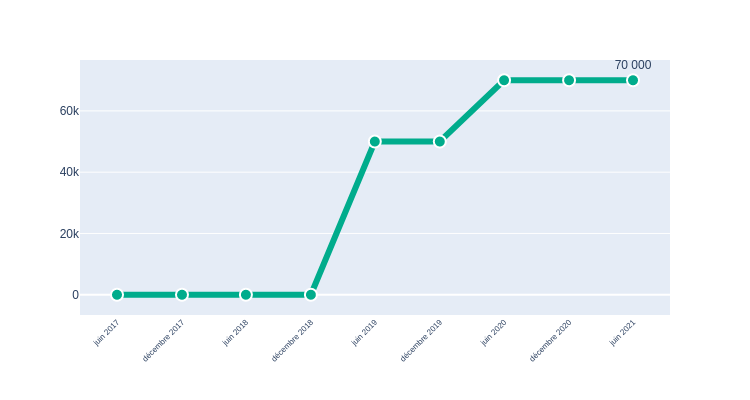 70 000
60k
40k
20k
0
juin 2017
décembre 2017
juin 2018
décembre 2018
juin 2019
décembre 2019
juin 2020
décembre 2020
juin 2021